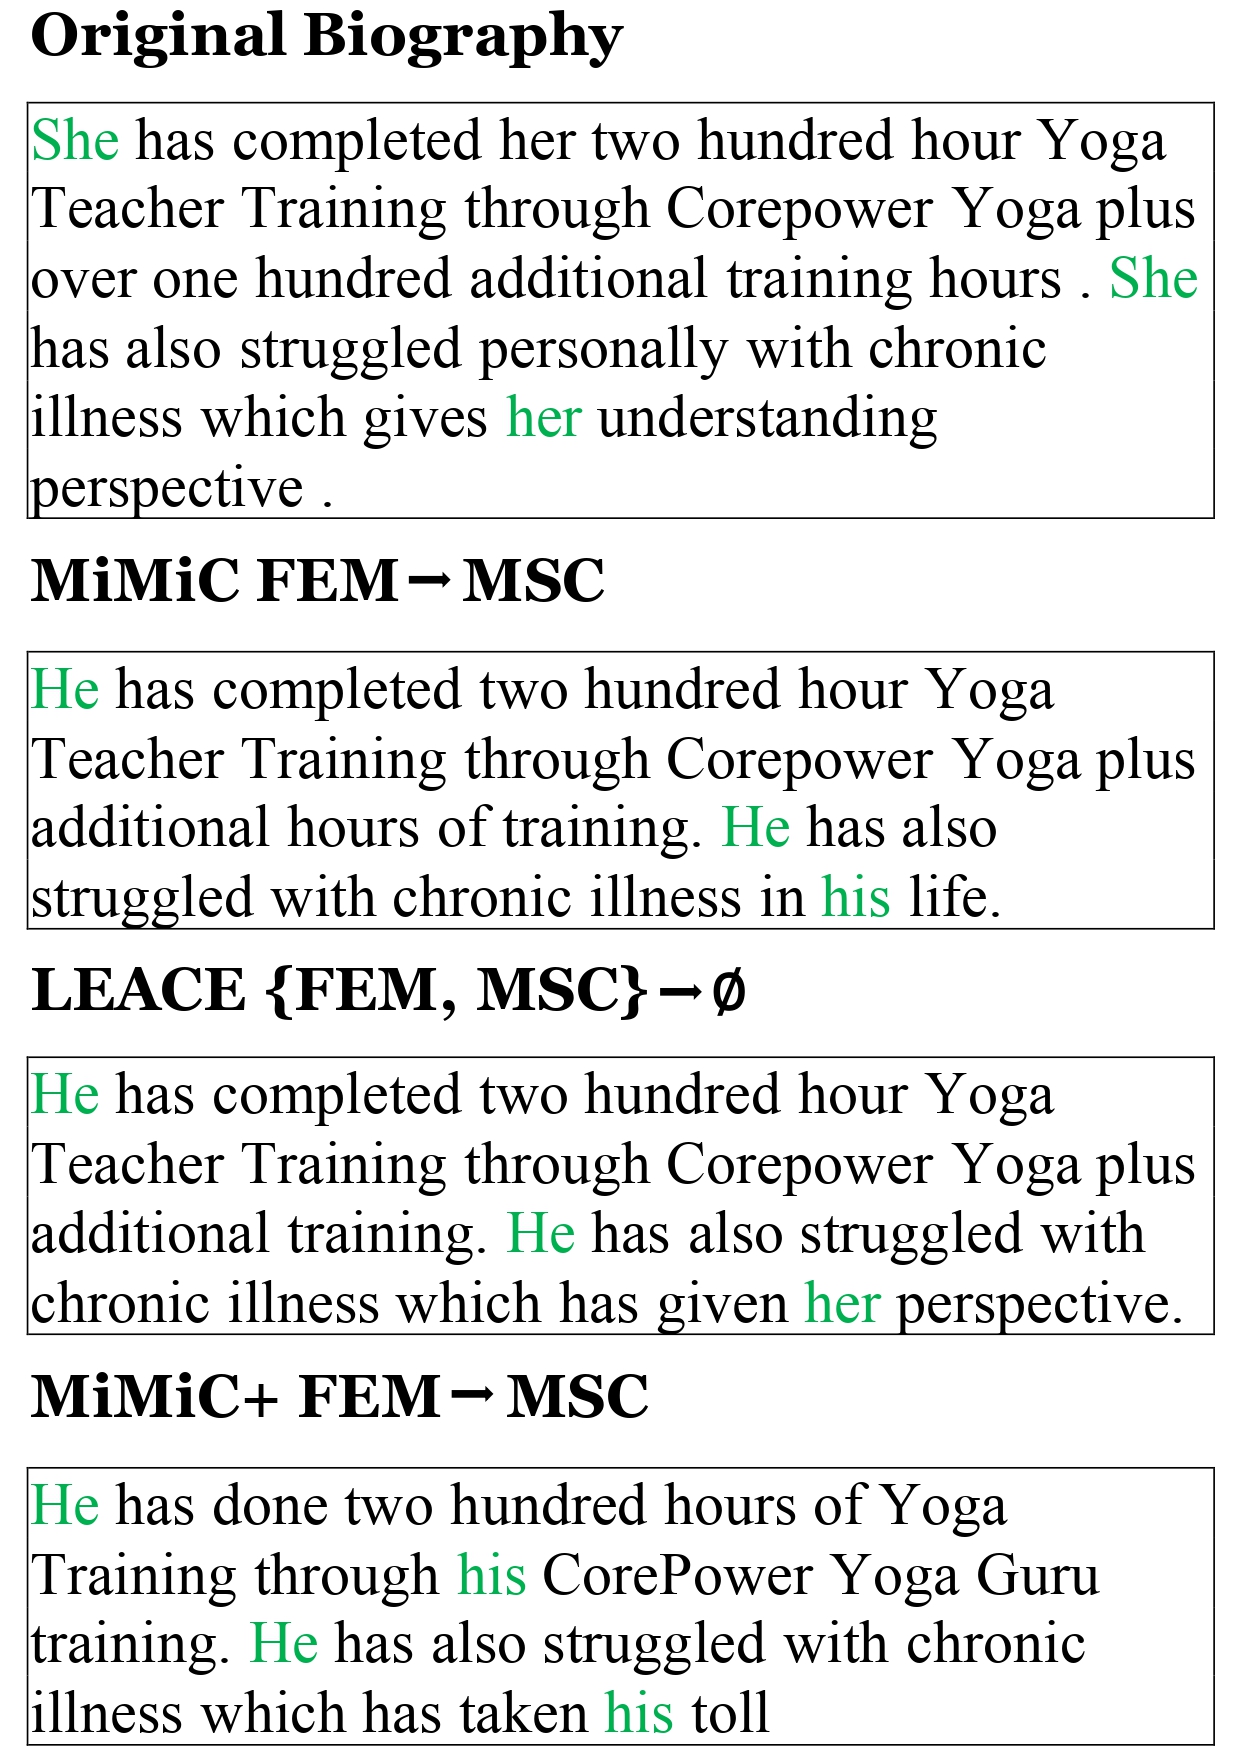 Original Biography
She has completed her two hundred hour Yoga
Teacher Training through Corepower Yoga plus
over one hundred additional training hours . She
has also struggled personally with chronic
illness which gives her understanding
perspective .
MiMiC FEM→MSC
He has completed two hundred hour Yoga
Teacher Training through Corepower Yoga plus
additional hours of training. He has also
struggled with chronic illness in his life.
LEACE {FEM, MSC}→∅
He has completed two hundred hour Yoga
Teacher Training through Corepower Yoga plus
additional training. He has also struggled with
chronic illness which has given her perspective.
MiMiC+ FEM→MSC
He has done two hundred hours of Yoga
Training through his CorePower Yoga Guru
training. He has also struggled with chronic
illness which has taken his toll